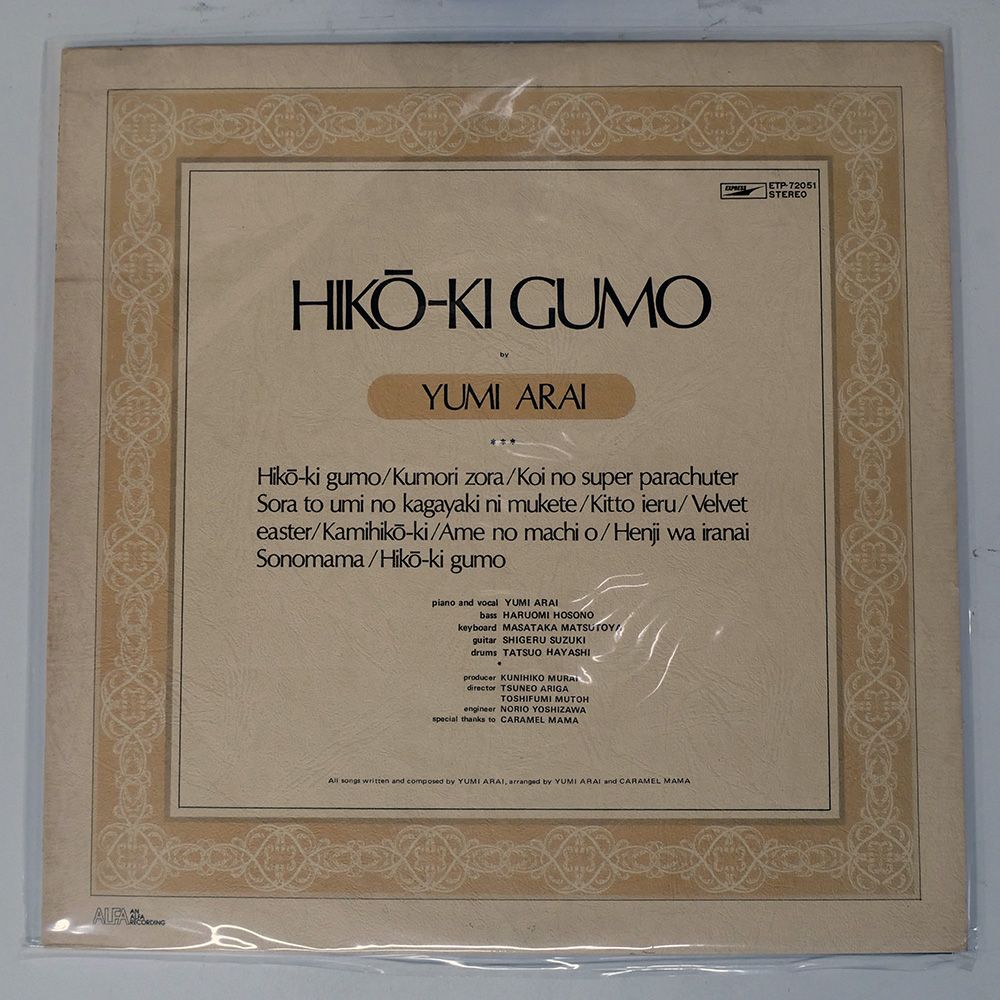 EXPRESS
ETP-72051
STEREO
HIKŌ-KI GUMO
by
YUMI ARAI
***
Hikō-ki gumo/Kumori zora/Koi no super parachuter
Sora to umi no kagayaki ni mukete/Kitto ieru/Velvet
easter/Kamihikō-ki/Ame no machi o/Henji wa iranai
Sonomama/Hikō-ki gumo
piano and vocal YUMI ARAI
bass HARUOMI HOSONO
keyboard MASATAKA MATSUTOYA
guitar SHIGERU SUZUKI
drums TATSUO HAYASHI
producer KUNIHIKO MURAI
director TSUNEO ARIGA
TOSHIFUMI MUTOH
engineer NORIO YOSHIZAWA
special thanks to CARAMEL MAMA
All songs written and composed by YUMI ARAI, arranged by YUMI ARAI and CARAMEL MAMA
ALFA
AN
ALFA
RECORDING